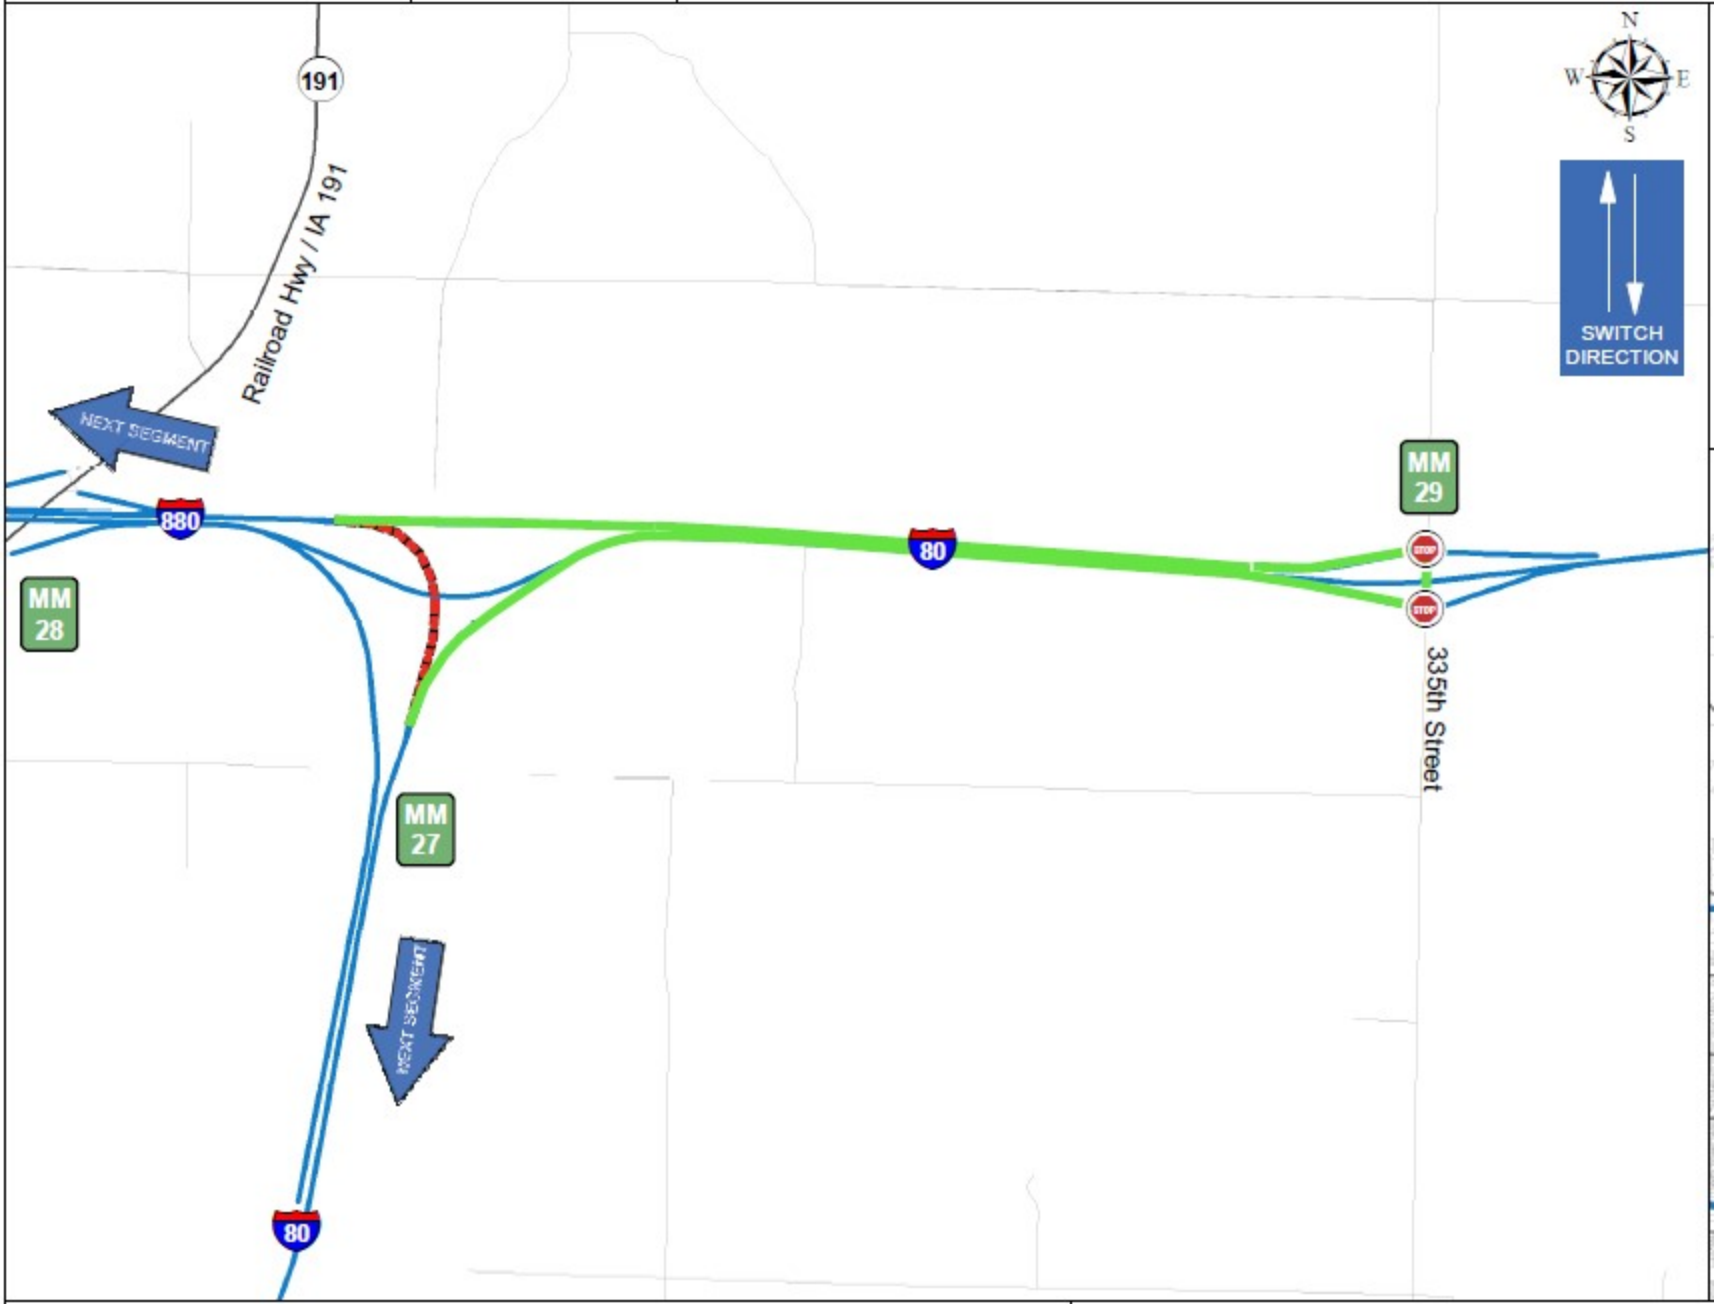 N
W E
S
191
SWITCH
DIRECTION
Railroad Hwy / IA 191
NEXT SEGMENT
MM
29
880
80
STOP
STOP
MM
28
335th Street
MM
27
NEXT SEGMENT
80